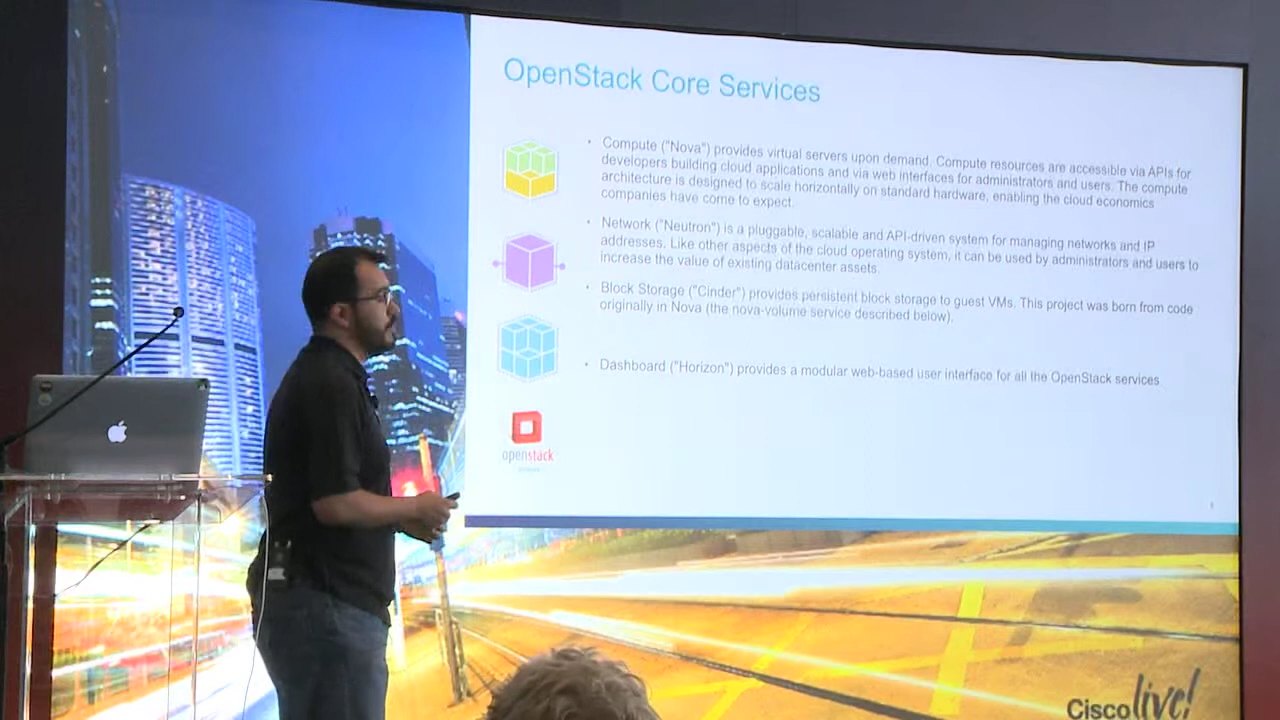 OpenStack Core Services
• Compute ("Nova") provides virtual servers upon demand. Compute resources are accessible via APIs for
developers building cloud applications and via web interfaces for administrators and users. The compute
architecture is designed to scale horizontally on standard hardware, enabling the cloud economics
companies have come to expect.
• Network ("Neutron") is a pluggable, scalable and API-driven system for managing networks and IP
addresses. Like other aspects of the cloud operating system, it can be used by administrators and users to
increase the value of existing datacenter assets.
• Block Storage ("Cinder") provides persistent block storage to guest VMs. This project was born from code
originally in Nova (the nova-volume service described below).
• Dashboard ("Horizon") provides a modular web-based user interface for all the OpenStack services
openstack
Cisco live!